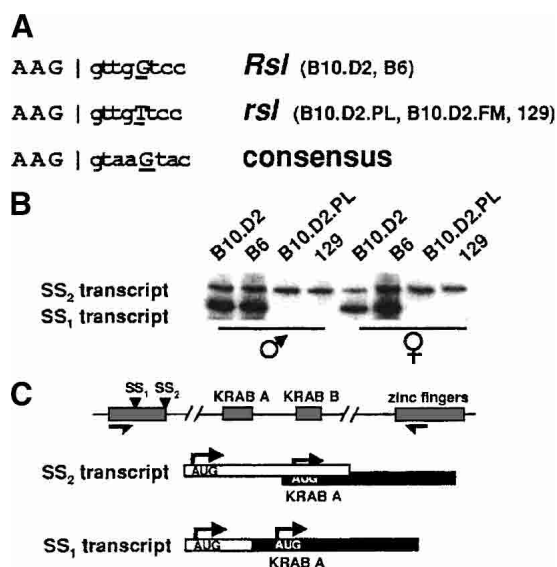 A
AAG | gttgGtcc Rsl (B10.D2, B6)
AAG | gttgTtcc rsl (B10.D2.PL, B10.D2.FM, 129)
AAG | gtaaGtac consensus
B
B10.D2 B6 B10.D2.PL 129 B10.D2 B6 B10.D2.PL 129
SS2 transcript
SS1 transcript
♂ ♀
C
SS1 SS2 KRAB A KRAB B zinc fingers
SS2 transcript
AUG AUG
KRAB A
SS1 transcript
AUG AUG
KRAB A